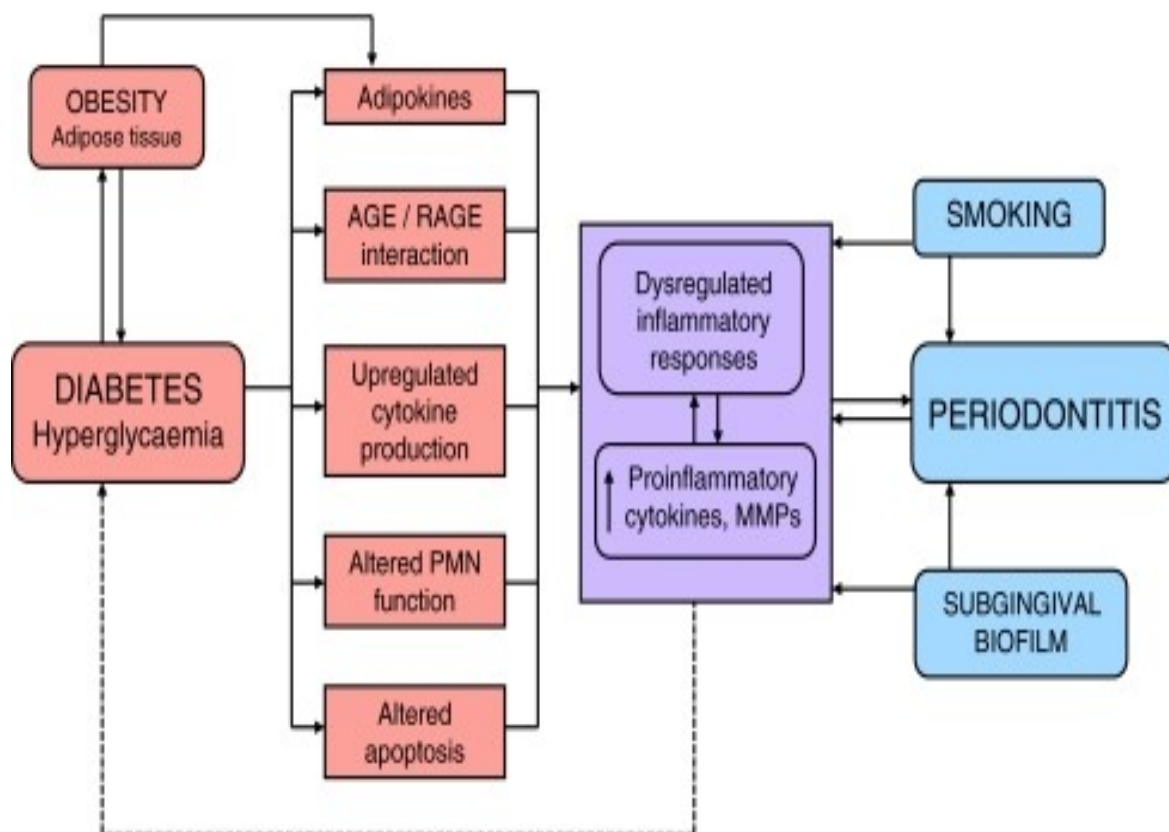 OBESITY
Adipose tissue
DIABETES
Hyperglycaemia
Adipokines
AGE / RAGE
interaction
Upregulated
cytokine
production
Altered PMN
function
Altered
apoptosis
Dysregulated
inflammatory
responses
Proinflammatory
cytokines, MMPs
SMOKING
PERIODONTITIS
SUBGINGIVAL
BIOFILM